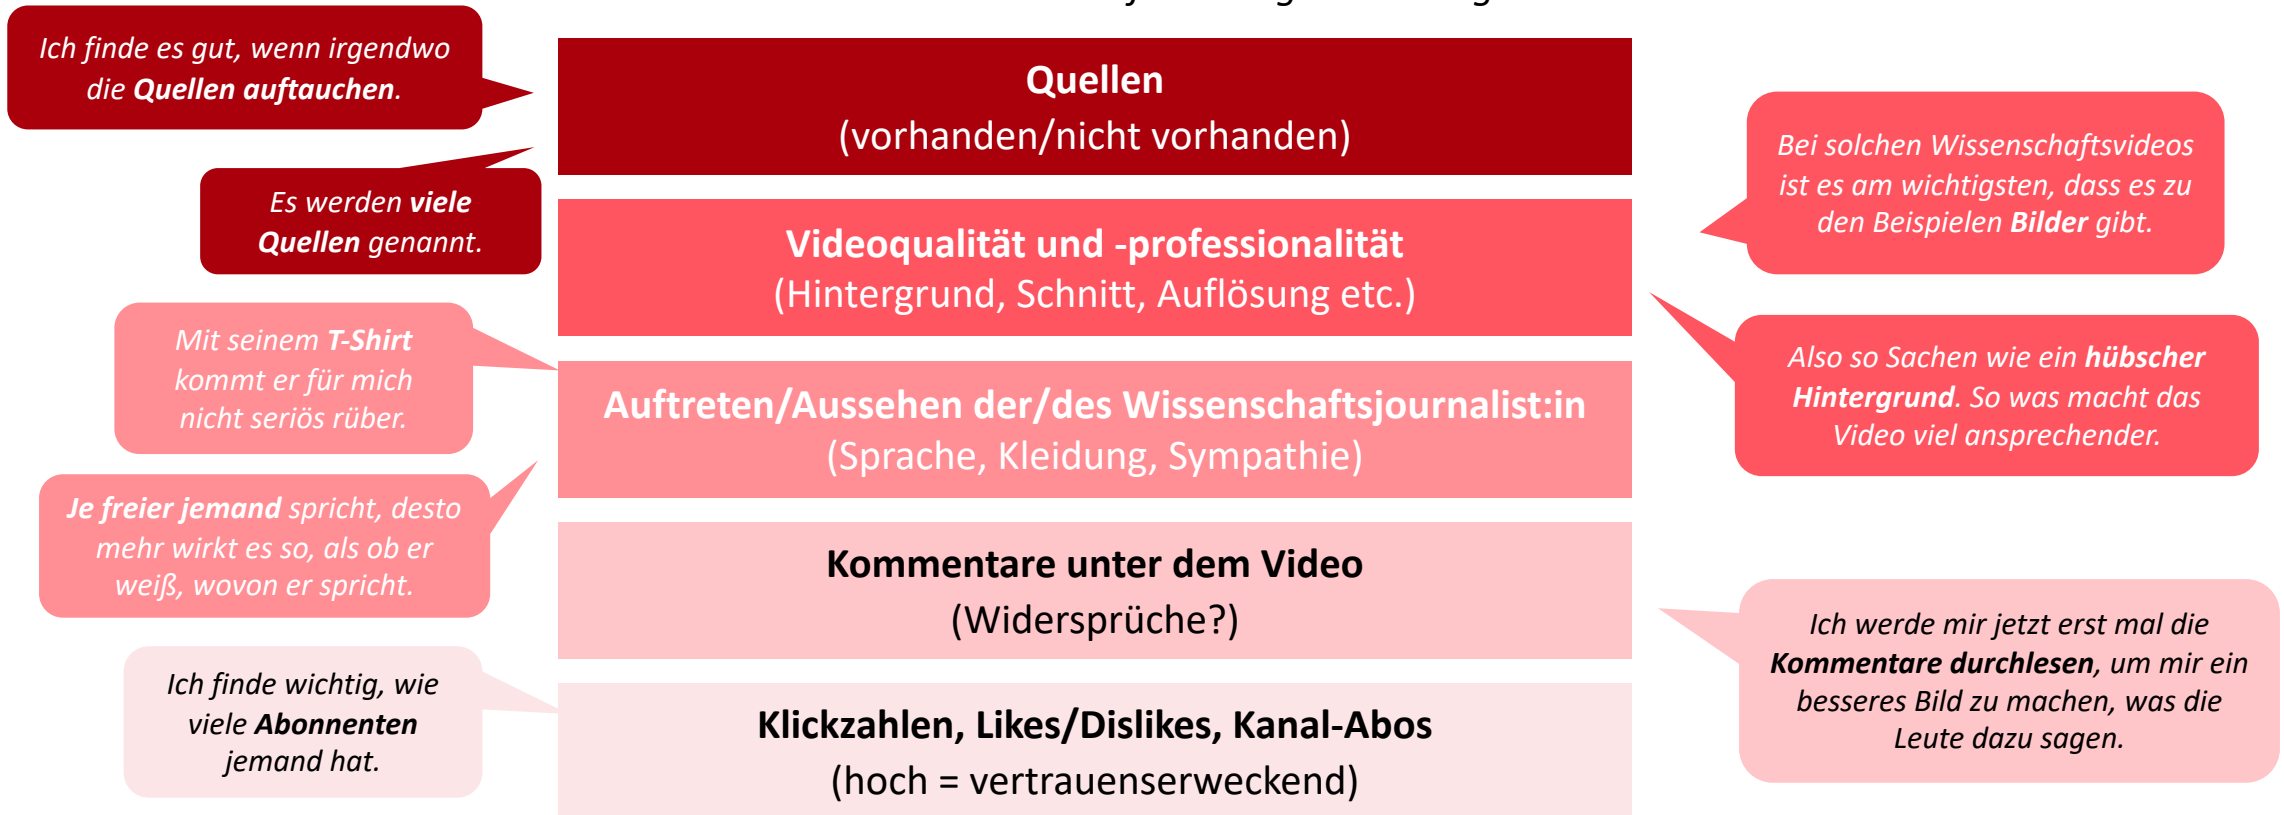 Ich finde es gut, wenn irgendwo
die Quellen auftauchen.
Quellen
(vorhanden/nicht vorhanden)
Es werden viele
Quellen genannt.
Bei solchen Wissenschaftsvideos
ist es am wichtigsten, dass es zu
den Beispielen Bilder gibt.
Videoqualität und -professionalität
(Hintergrund, Schnitt, Auflösung etc.)
Also so Sachen wie ein hübscher
Hintergrund. So was macht das
Video viel ansprechender.
Mit seinem T-Shirt
kommt er für mich
nicht seriös rüber.
Auftreten/Aussehen der/des Wissenschaftsjournalist:in
(Sprache, Kleidung, Sympathie)
Je freier jemand spricht, desto
mehr wirkt es so, als ob er
weiß, wovon er spricht.
Kommentare unter dem Video
(Widersprüche?)
Ich werde mir jetzt erst mal die
Kommentare durchlesen, um mir ein
besseres Bild zu machen, was die
Leute dazu sagen.
Ich finde wichtig, wie
viele Abonnenten
jemand hat.
Klickzahlen, Likes/Dislikes, Kanal-Abos
(hoch = vertrauenserweckend)